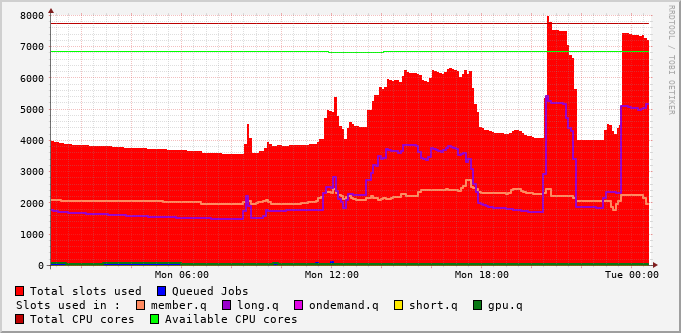 8000
7000
6000
5000
4000
3000
2000
1000
0
Mon 06:00 Mon 12:00 Mon 18:00 Tue 00:00
RRDTOOL / TOBI OETIKER
Total slots used Queued Jobs
Slots used in : member.q long.q ondemand.q short.q gpu.q
Total CPU cores Available CPU cores